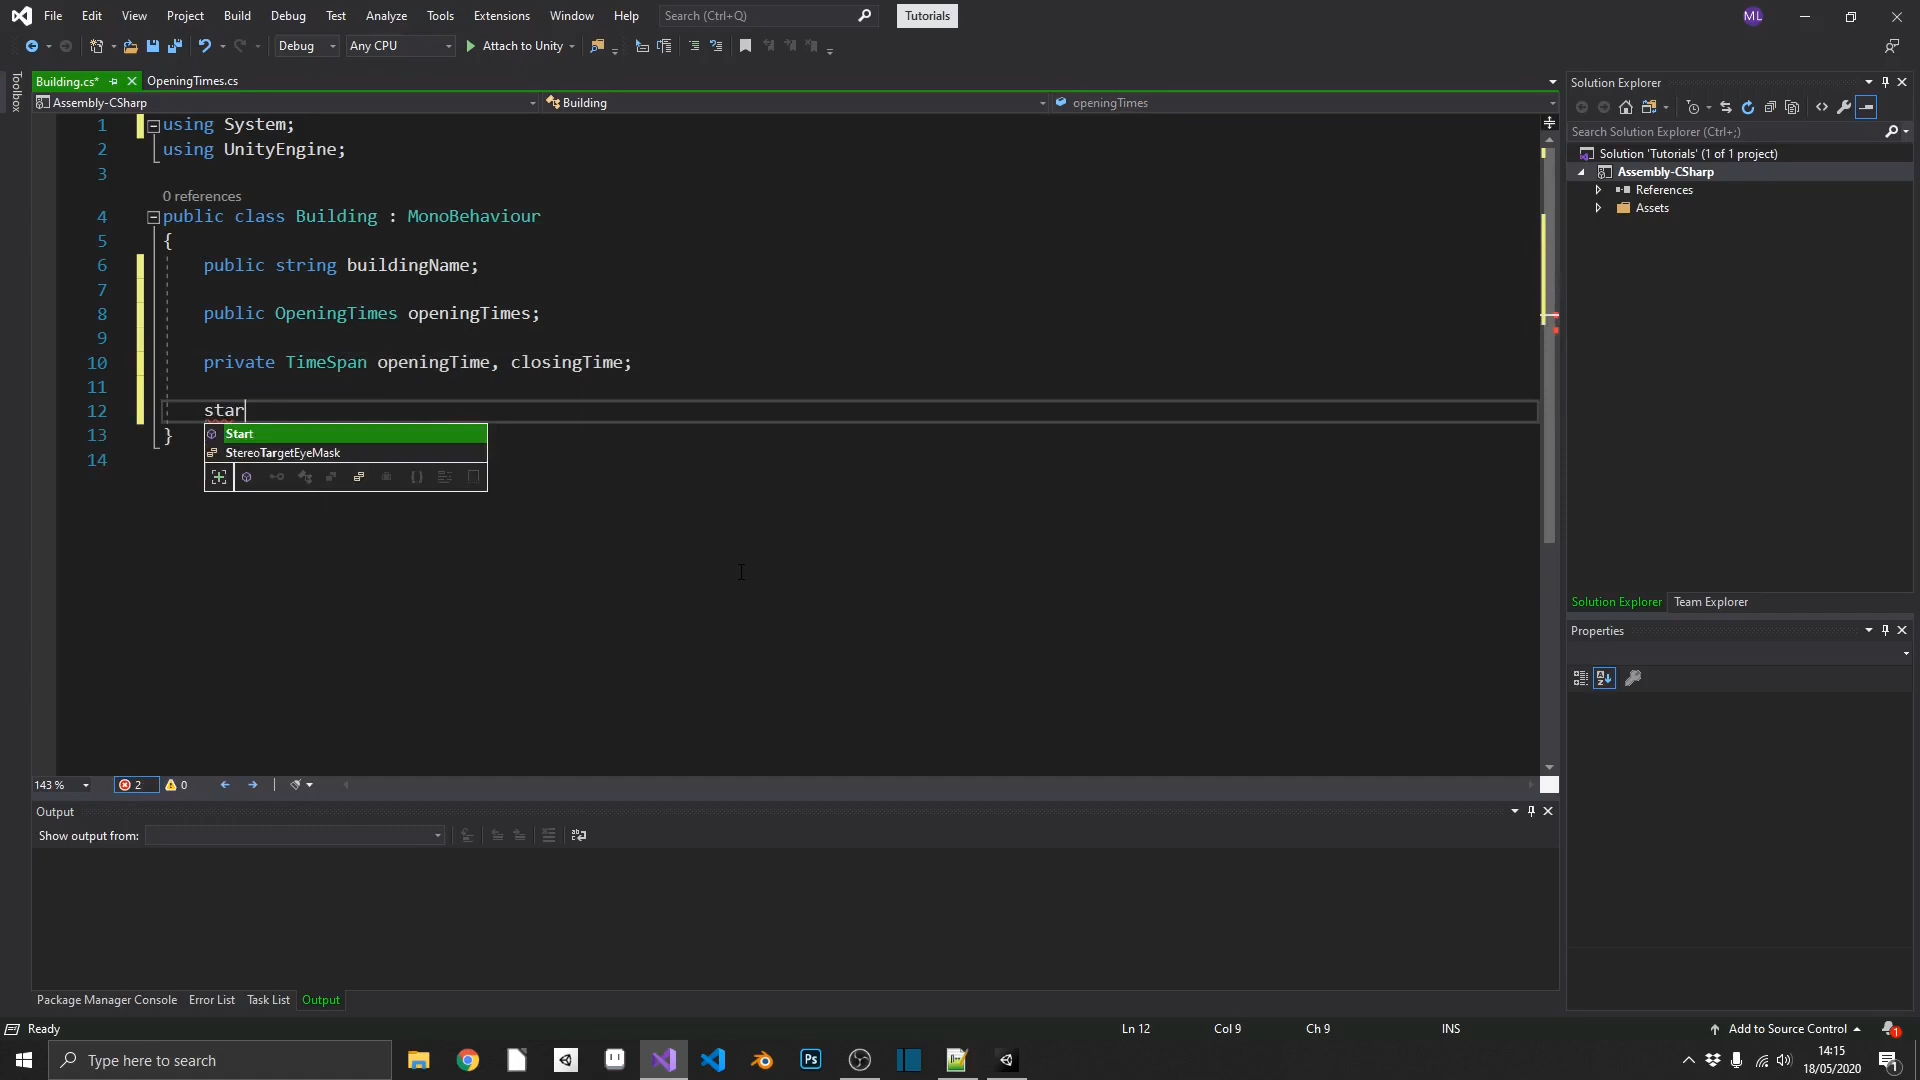 File Edit View Project Build Debug Test Analyze Tools Extensions Window Help Search (Ctrl+Q) Tutorials ML
Debug Any CPU Attach to Unity
Toolbox
Building.cs* OpeningTimes.cs
Assembly-CSharp Building openingTimes
1 using System;
2 using UnityEngine;
3
0 references
4 public class Building : MonoBehaviour
5 {
6 public string buildingName;
7
8 public OpeningTimes openingTimes;
9
10 private TimeSpan openingTime, closingTime;
11
12 star
13 }
14
Start
StereoTargetEyeMask
143 % 2 0
Output
Show output from:
Package Manager Console Error List Task List Output
Solution Explorer
Search Solution Explorer (Ctrl+;)
Solution 'Tutorials' (1 of 1 project)
Assembly-CSharp
References
Assets
Solution Explorer Team Explorer
Properties
Ready Ln 12 Col 9 Ch 9 INS Add to Source Control 1
Type here to search Ps 14:15
18/05/2020 1